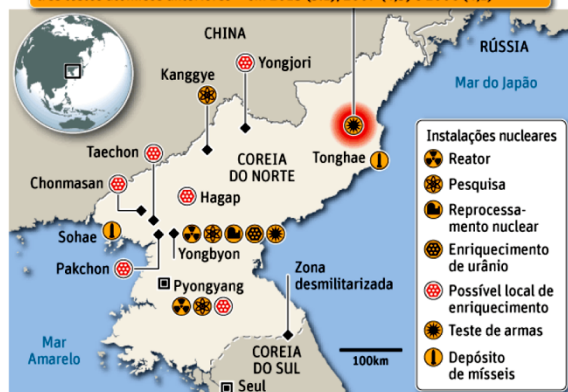 CHINA
RÚSSIA
Kanggye
Yongjori
Mar do Japão
Taechon
COREIA
DO NORTE
Tonghae
Chonmasan
Hagap
Sohae
Yongbyon
Pakchon
Zona
desmilitarizada
Pyongyang
Mar
Amarelo
COREIA
DO SUL
100km
Seul
Instalações nucleares
Reator
Pesquisa
Reprocessa-
mento nuclear
Enriquecimento
de urânio
Possível local de
enriquecimento
Teste de armas
Depósito
de mísseis